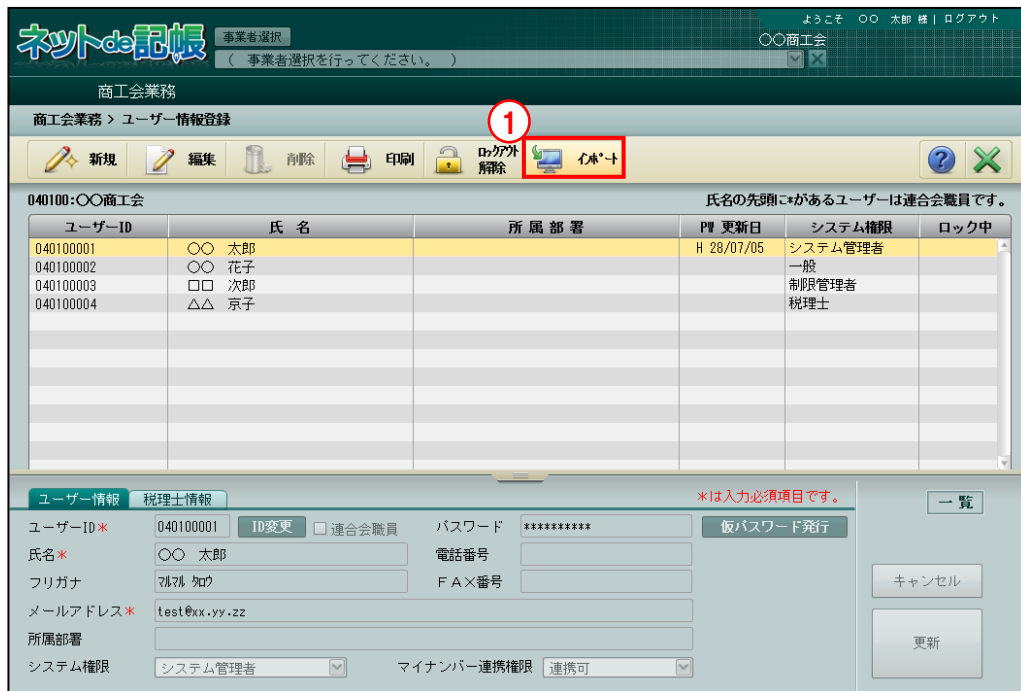 ようこそ 〇〇 太郎 様 | ログアウト
ネットde記帳 事業者選択 〇〇商工会
( 事業者選択を行ってください。 )
商工会業務
商工会業務 > ユーザー情報登録
1
新規 編集 削除 印刷 ﾛｯｸｱｳﾄ解除 ｲﾝﾎﾟｰﾄ
040100:〇〇商工会 氏名の先頭に*があるユーザーは連合会職員です。
ユーザーID 氏 名 所 属 部 署 PW 更新日 システム権限 ロック中
040100001 〇〇 太郎 H 28/07/05 システム管理者
040100002 〇〇 花子 一般
040100003 □□ 次郎 制限管理者
040100004 △△ 京子 税理士
ユーザー情報 税理士情報 *は入力必須項目です。 一 覧
ユーザーID* 040100001 ID変更 連合会職員 パスワード ********** 仮パスワード発行
氏名* 〇〇 太郎 電話番号
フリガナ ﾏﾙﾏﾙ ﾀﾛｳ FAX番号 キャンセル
メールアドレス* test@xx.yy.zz
所属部署 更新
システム権限 システム管理者 マイナンバー連携権限 連携可